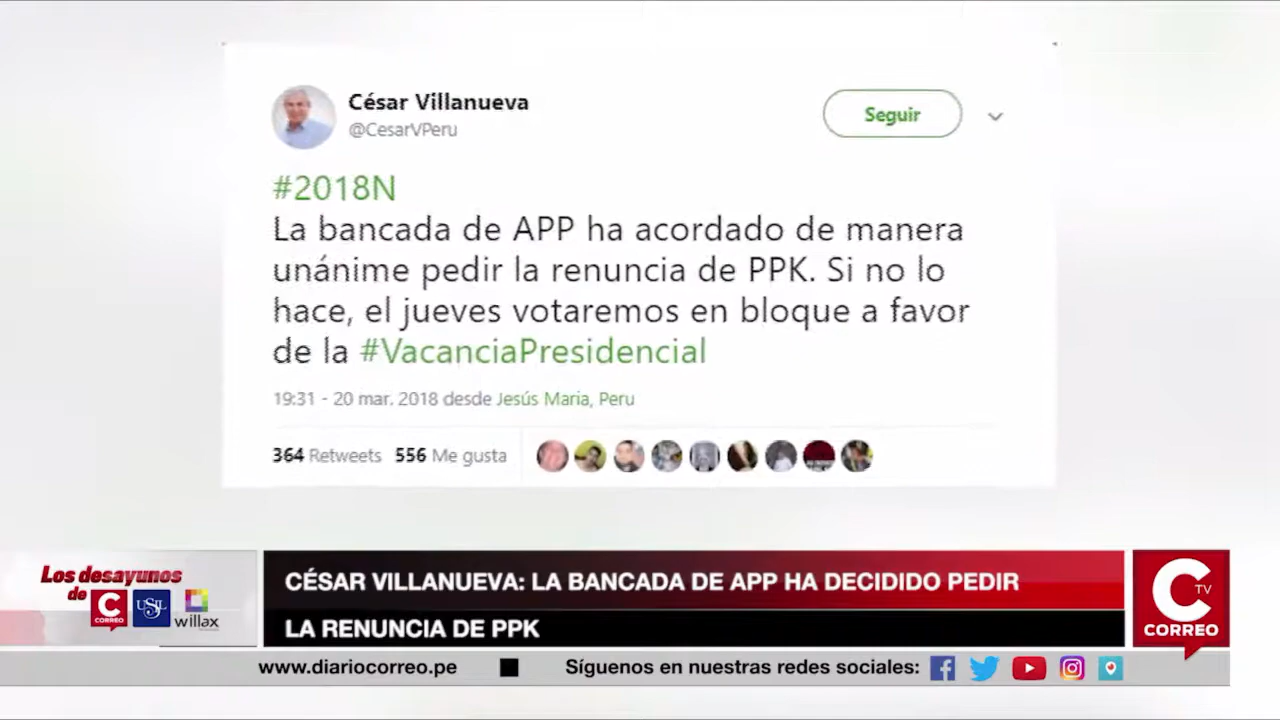 César Villanueva
@CesarVPeru
Seguir
#2018N
La bancada de APP ha acordado de manera
unánime pedir la renuncia de PPK. Si no lo
hace, el jueves votaremos en bloque a favor
de la #VacanciaPresidencial
19:31 - 20 mar. 2018 desde Jesús Maria, Peru
364 Retweets 556 Me gusta
Los desayunos
de C CORREO USIL willax
CÉSAR VILLANUEVA: LA BANCADA DE APP HA DECIDIDO PEDIR
LA RENUNCIA DE PPK
C TV
CORREO
www.diariocorreo.pe Síguenos en nuestras redes sociales: